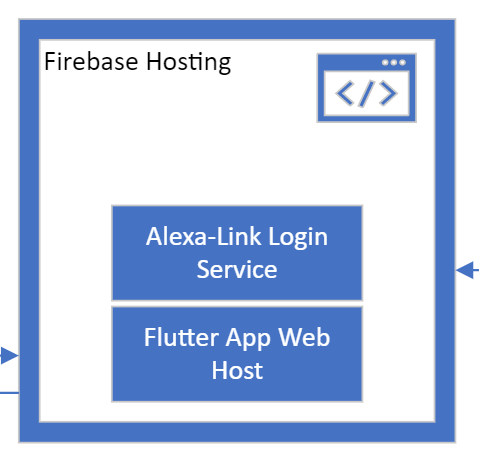 Firebase Hosting
</>
Alexa-Link Login
Service
Flutter App Web
Host